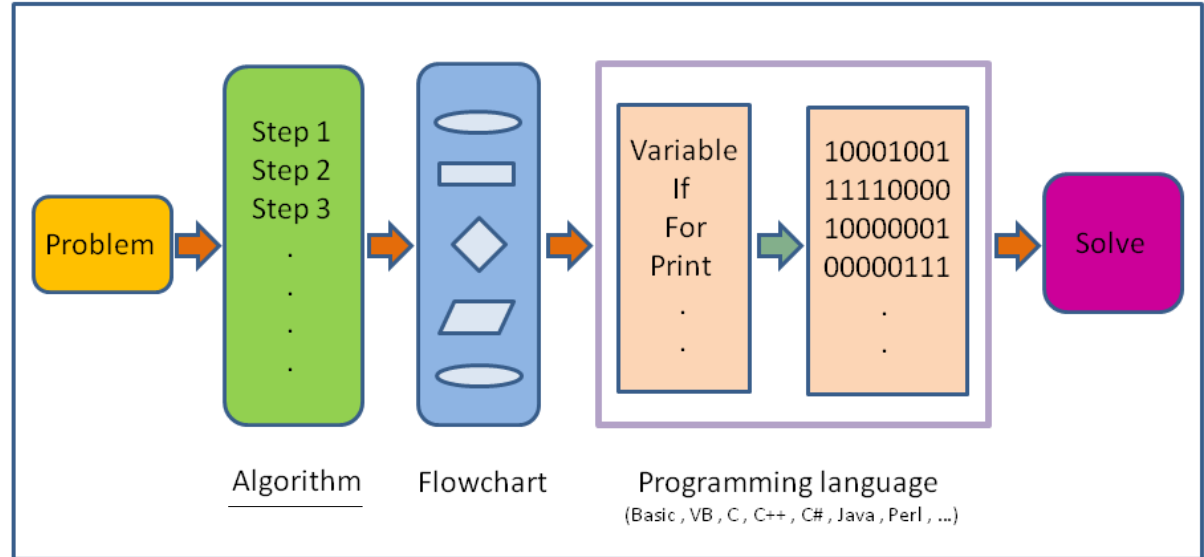 Problem
Step 1
Step 2
Step 3
.
.
.
.
Algorithm
Flowchart
Variable
If
For
Print
.
.
10001001
11110000
10000001
00000111
.
.
Programming language
(Basic , VB , C , C++ , C# , Java , Perl , ...)
Solve